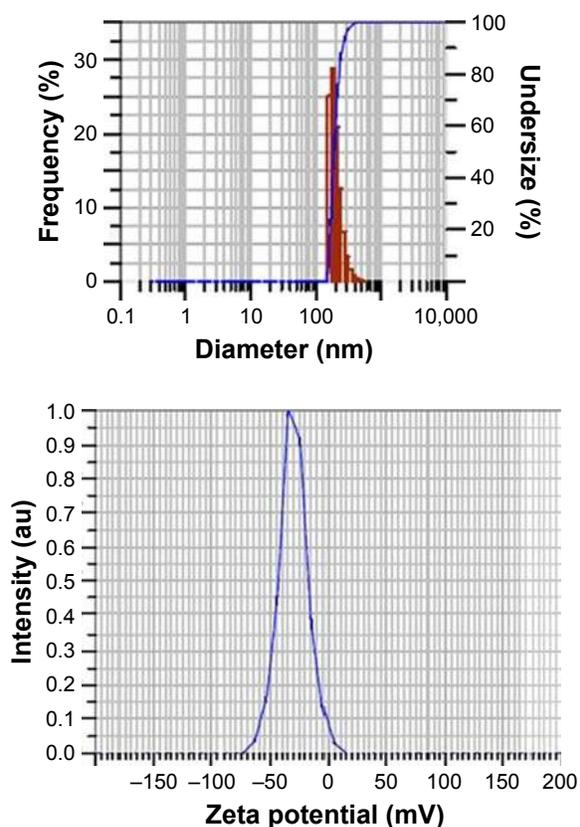 Frequency (%)
30
20
10
0
100
80
60
40
20
Undersize (%)
0.1 1 10 100 10,000
Diameter (nm)
Intensity (au)
1.0
0.9
0.8
0.7
0.6
0.5
0.4
0.3
0.2
0.1
0.0
–150 –100 –50 0 50 100 150 200
Zeta potential (mV)